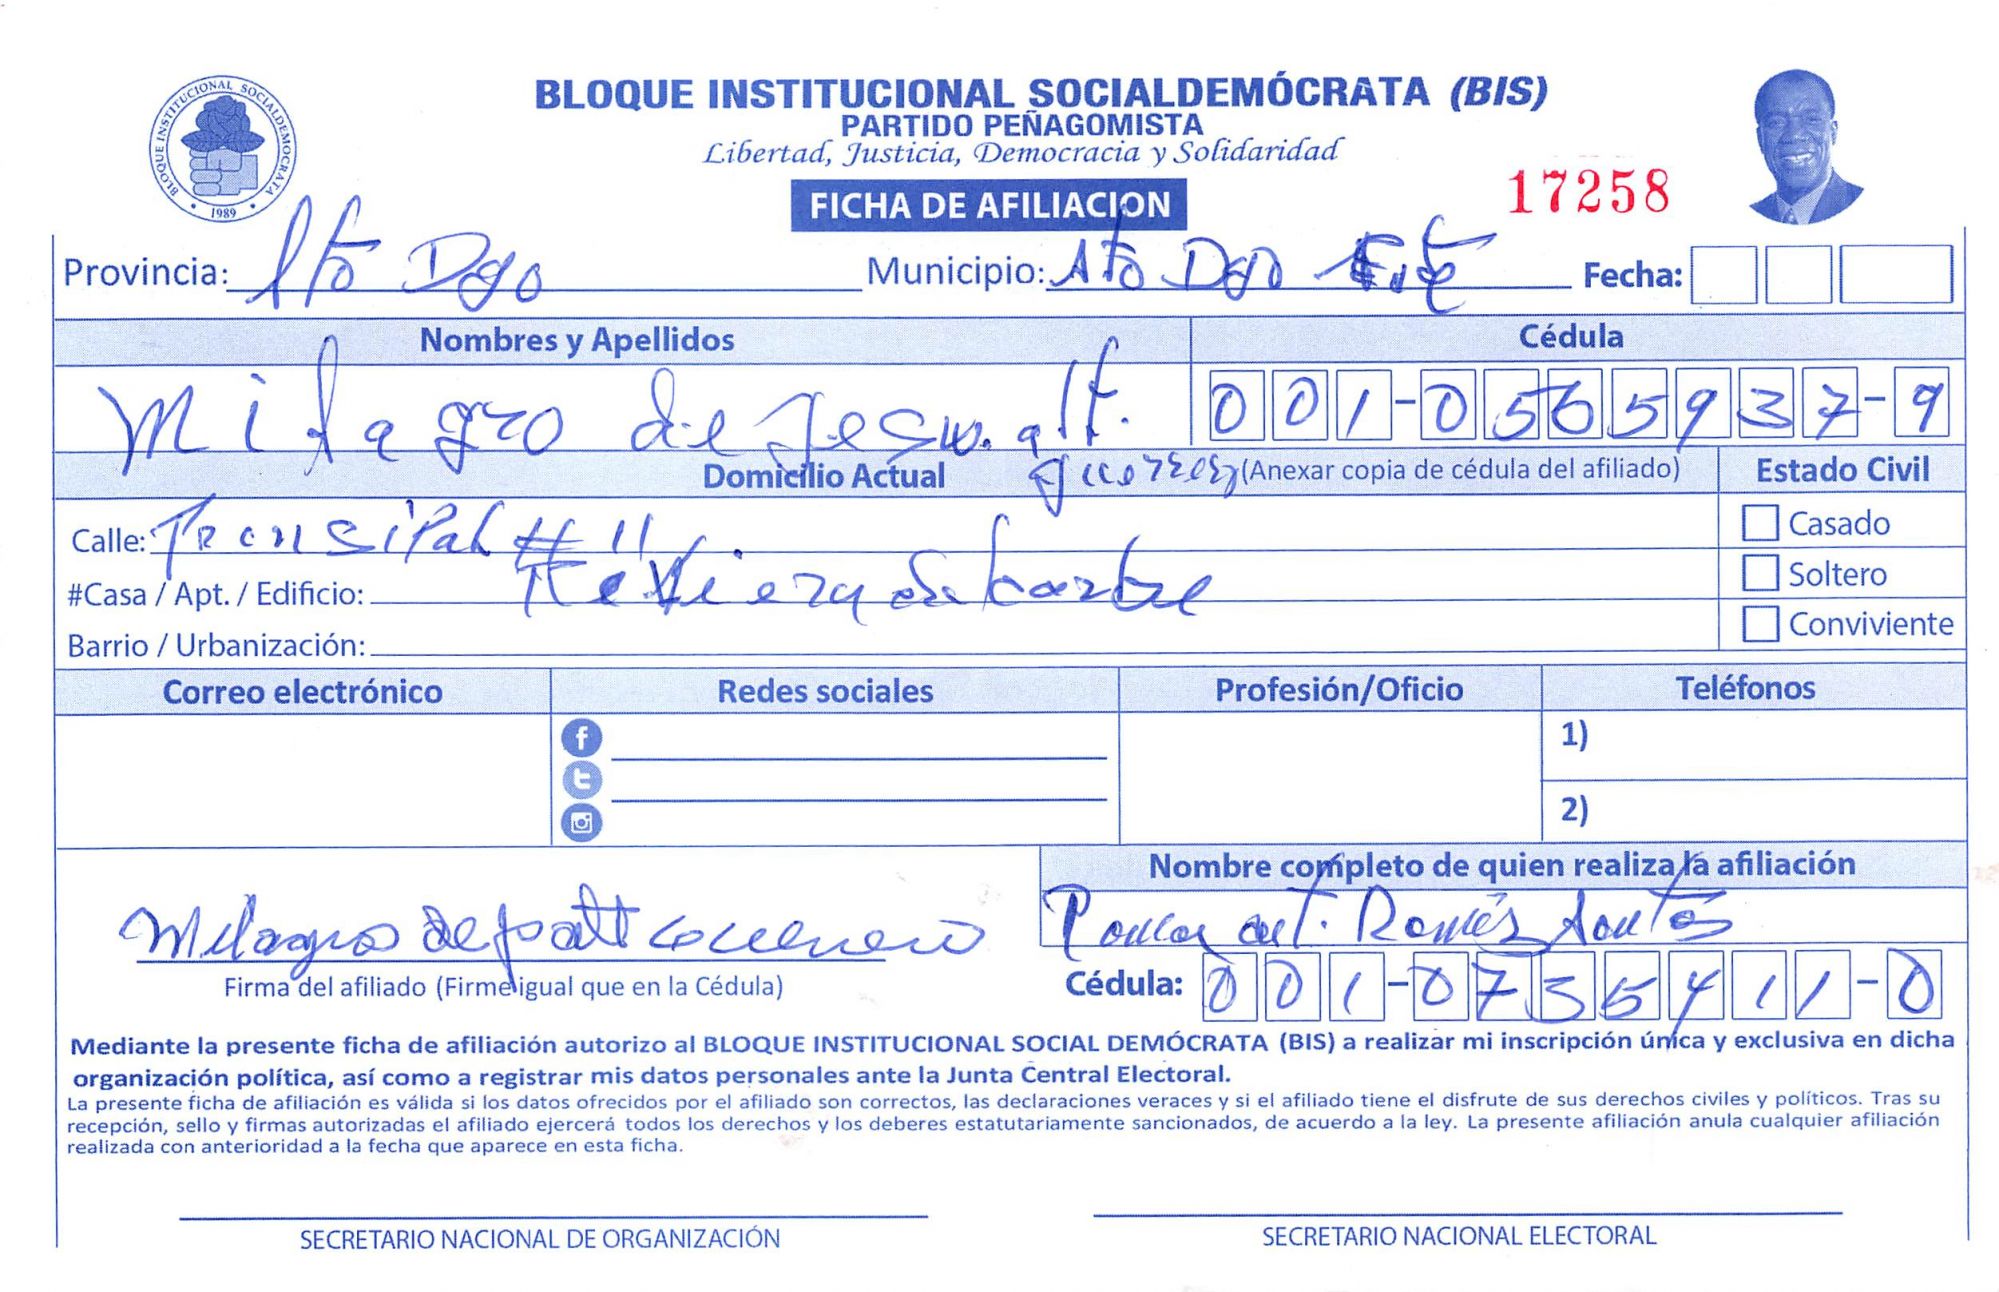 BLOQUE INSTITUCIONAL SOCIALDEMÓCRATA (BIS)
PARTIDO PEÑAGOMISTA
Libertad, Justicia, Democracia y Solidaridad
BLOQUE INSTITUCIONAL SOCIALDEMOCRATA
1989
FICHA DE AFILIACION
17258
Provincia: Sto Dgo Municipio: Sto Dgo Este Fecha:
Nombres y Apellidos Cédula
Milagro de Jesu. alt. 001-0565937-9
Domicilio Actual (Anexar copia de cédula del afiliado) Estado Civil
Calle: # 11 Casado
#Casa / Apt. / Edificio: Soltero
Barrio / Urbanización: Conviviente
Correo electrónico Redes sociales Profesión/Oficio Teléfonos
1)
2)
Nombre completo de quien realiza la afiliación
Milagros de
ant. Santos
Firma del afiliado (Firme igual que en la Cédula) Cédula: 001-0735411-0
Mediante la presente ficha de afiliación autorizo al BLOQUE INSTITUCIONAL SOCIAL DEMÓCRATA (BIS) a realizar mi inscripción única y exclusiva en dicha
organización política, así como a registrar mis datos personales ante la Junta Central Electoral.
La presente ficha de afiliación es válida si los datos ofrecidos por el afiliado son correctos, las declaraciones veraces y si el afiliado tiene el disfrute de sus derechos civiles y políticos. Tras su
recepción, sello y firmas autorizadas el afiliado ejercerá todos los derechos y los deberes estatutariamente sancionados, de acuerdo a la ley. La presente afiliación anula cualquier afiliación
realizada con anterioridad a la fecha que aparece en esta ficha.
SECRETARIO NACIONAL DE ORGANIZACIÓN SECRETARIO NACIONAL ELECTORAL